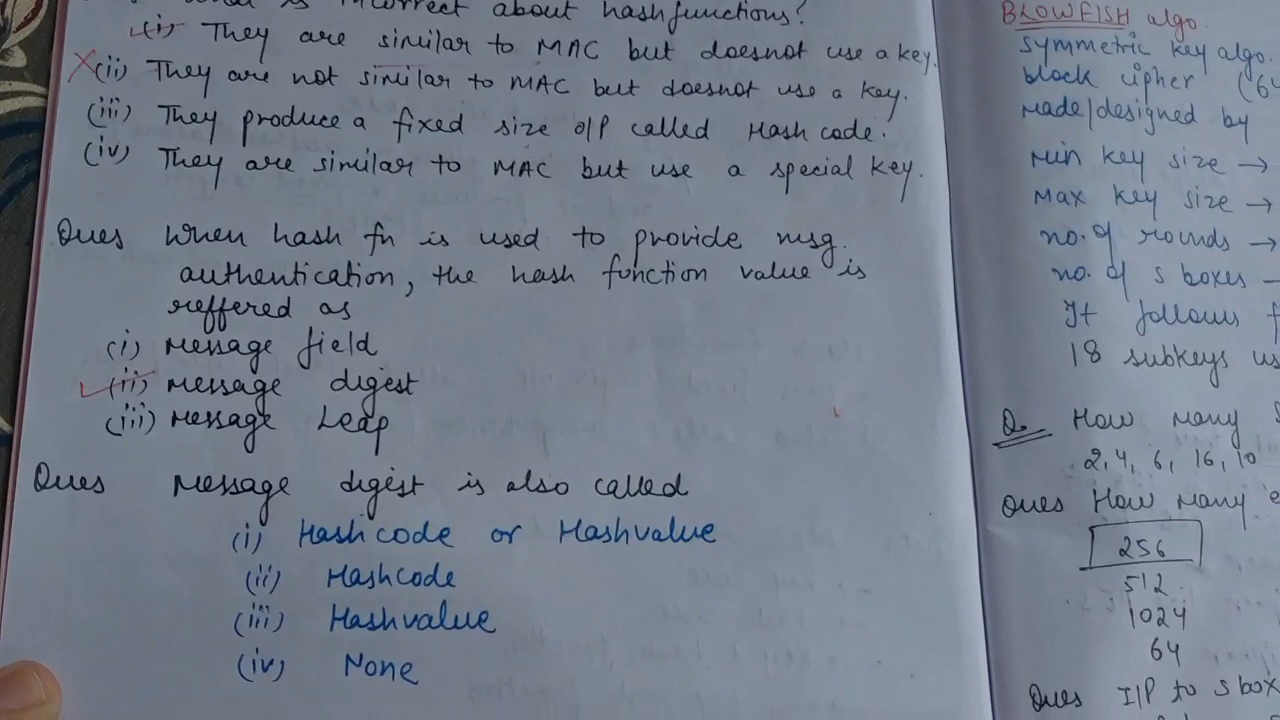 incorrect about hashfunctions?
(i) They are similar to MAC but doesnot use a key.
(ii) They are not similar to MAC but doesnot use a key.
(iii) They produce a fixed size O/P called Hash code.
(iv) They are similar to MAC but use a special key.
Ques When hash fn is used to provide msg.
authentication, the hash function value is
reffered as
(i) Message field
(ii) Message digest
(iii) Message Leap
Ques Message digest is also called
(i) Hashcode or Hashvalue
(ii) Hashcode
(iii) Hashvalue
(iv) None
BLOWFISH algo.
symmetric key algo.
block cipher (64
made/designed by
Min key size →
Max key size →
no. of rounds →
no. of s boxes -
It follows f
18 subkeys us
Q. How many
2, 4, 6, 16, 10
Ques How many e
256
512
1024
64
Ques I/P to s box